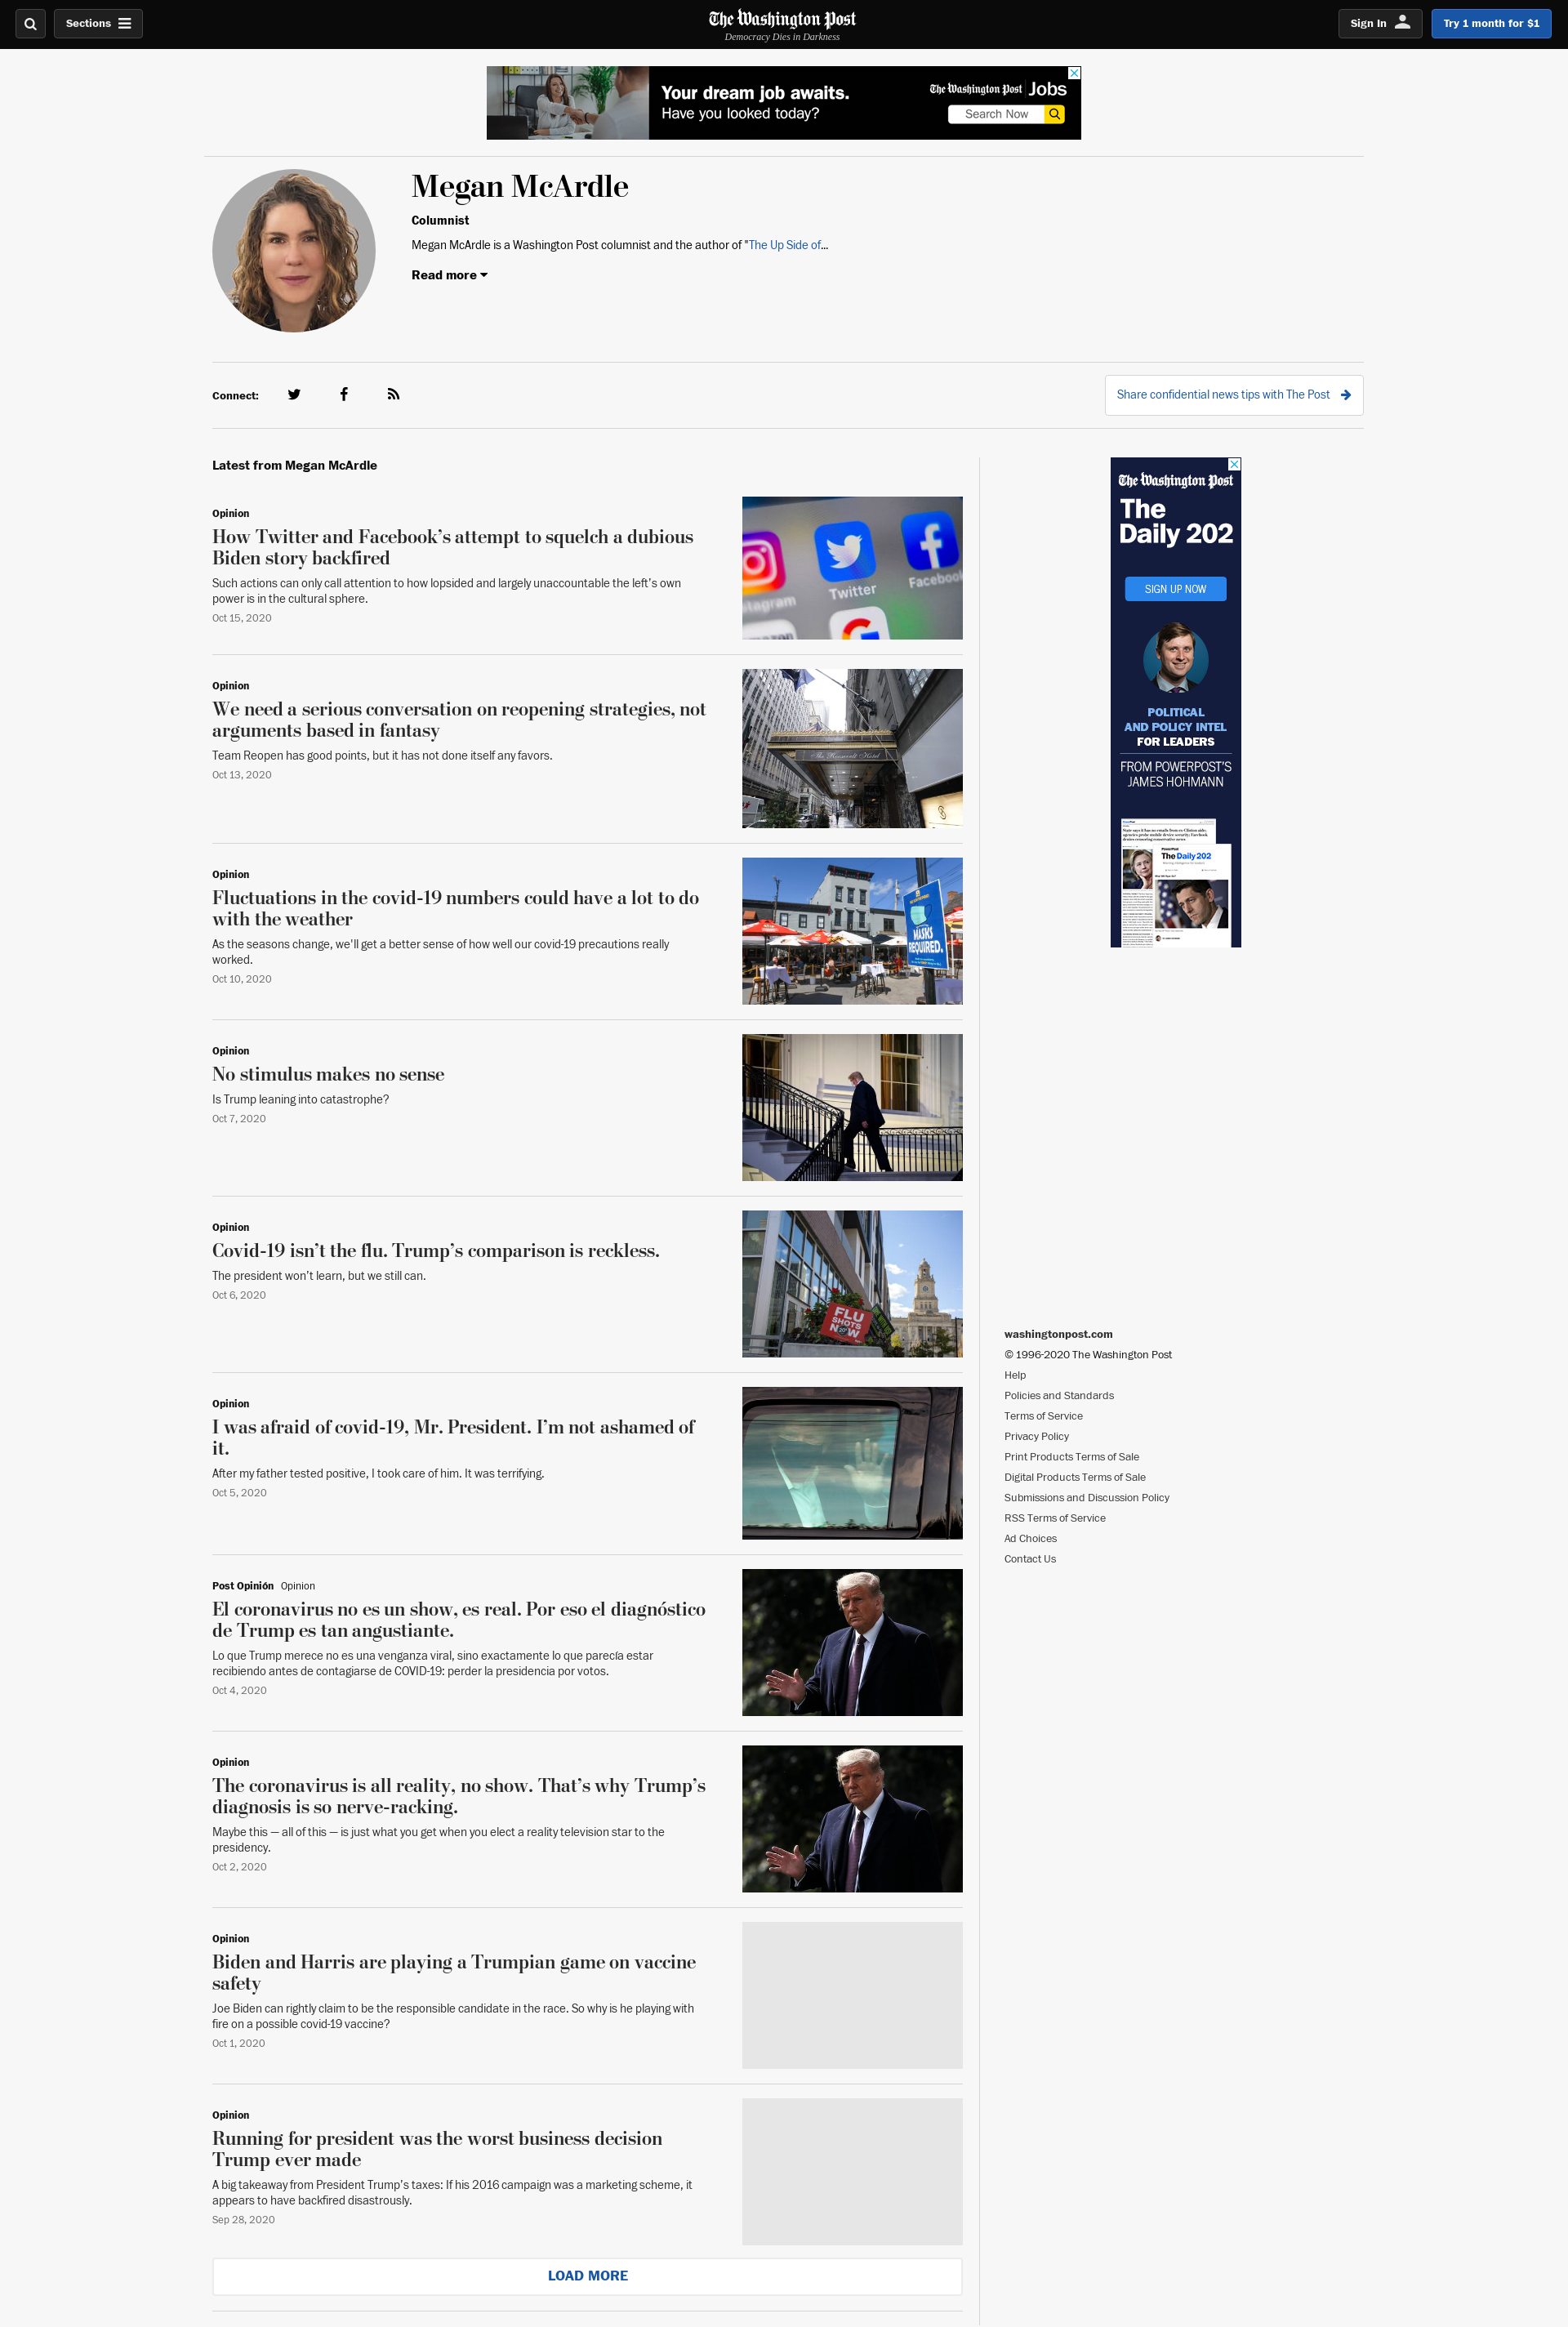 Sections
The Washington Post
Democracy Dies in Darkness
Sign In
Try 1 month for $1
Your dream job awaits.
Have you looked today?
The Washington Post Jobs
Search Now
Megan McArdle
Columnist
Megan McArdle is a Washington Post columnist and the author of "The Up Side of...
Read more
Connect:
Share confidential news tips with The Post
Latest from Megan McArdle
Opinion
How Twitter and Facebook’s attempt to squelch a dubious
Biden story backfired
Such actions can only call attention to how lopsided and largely unaccountable the left’s own
power is in the cultural sphere.
Oct 15, 2020
Twitter
Facebook
Opinion
We need a serious conversation on reopening strategies, not
arguments based in fantasy
Team Reopen has good points, but it has not done itself any favors.
Oct 13, 2020
The Roosevelt Hotel
Opinion
Fluctuations in the covid-19 numbers could have a lot to do
with the weather
As the seasons change, we’ll get a better sense of how well our covid-19 precautions really
worked.
Oct 10, 2020
MASKS
REQUIRED.
Opinion
No stimulus makes no sense
Is Trump leaning into catastrophe?
Oct 7, 2020
Opinion
Covid-19 isn’t the flu. Trump’s comparison is reckless.
The president won’t learn, but we still can.
Oct 6, 2020
FLU
SHOTS
NOW
Opinion
I was afraid of covid-19, Mr. President. I’m not ashamed of
it.
After my father tested positive, I took care of him. It was terrifying.
Oct 5, 2020
Post Opinión Opinion
El coronavirus no es un show, es real. Por eso el diagnóstico
de Trump es tan angustiante.
Lo que Trump merece no es una venganza viral, sino exactamente lo que parecía estar
recibiendo antes de contagiarse de COVID-19: perder la presidencia por votos.
Oct 4, 2020
Opinion
The coronavirus is all reality, no show. That’s why Trump’s
diagnosis is so nerve-racking.
Maybe this — all of this — is just what you get when you elect a reality television star to the
presidency.
Oct 2, 2020
Opinion
Biden and Harris are playing a Trumpian game on vaccine
safety
Joe Biden can rightly claim to be the responsible candidate in the race. So why is he playing with
fire on a possible covid-19 vaccine?
Oct 1, 2020
Opinion
Running for president was the worst business decision
Trump ever made
A big takeaway from President Trump’s taxes: If his 2016 campaign was a marketing scheme, it
appears to have backfired disastrously.
Sep 28, 2020
LOAD MORE
The Washington Post
The
Daily 202
SIGN UP NOW
POLITICAL
AND POLICY INTEL
FOR LEADERS
FROM POWERPOST'S
JAMES HOHMANN
The Daily 202
washingtonpost.com
© 1996-2020 The Washington Post
Help
Policies and Standards
Terms of Service
Privacy Policy
Print Products Terms of Sale
Digital Products Terms of Sale
Submissions and Discussion Policy
RSS Terms of Service
Ad Choices
Contact Us